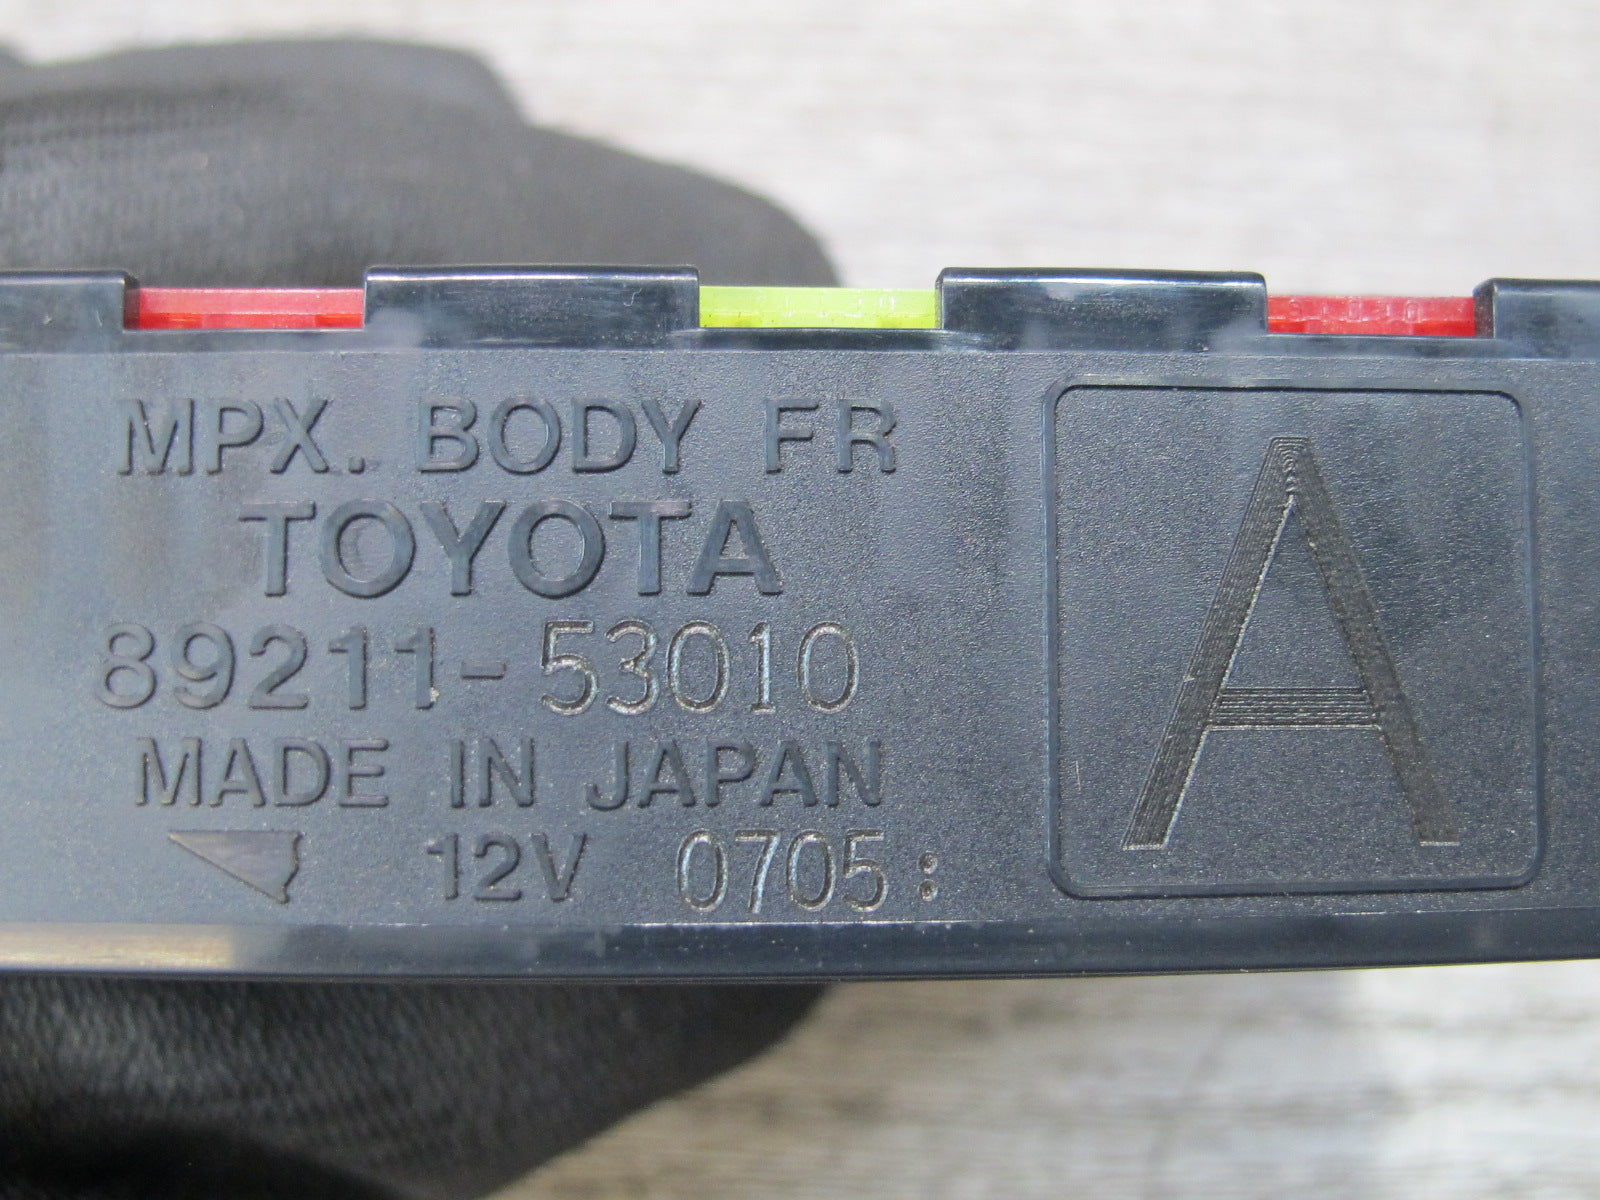 MPX. BODY FR
TOYOTA
89211-53010
MADE IN JAPAN
12V 0705:
A